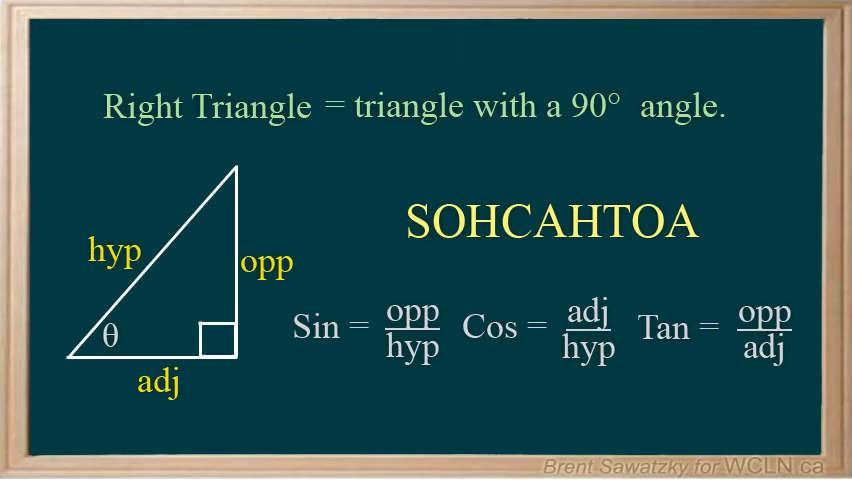 Right Triangle = triangle with a 90° angle.
SOHCAHTOA
hyp
opp
θ
adj
Sin = opp/hyp Cos = adj/hyp Tan = opp/adj
Brent Sawatzky for WCLN.ca